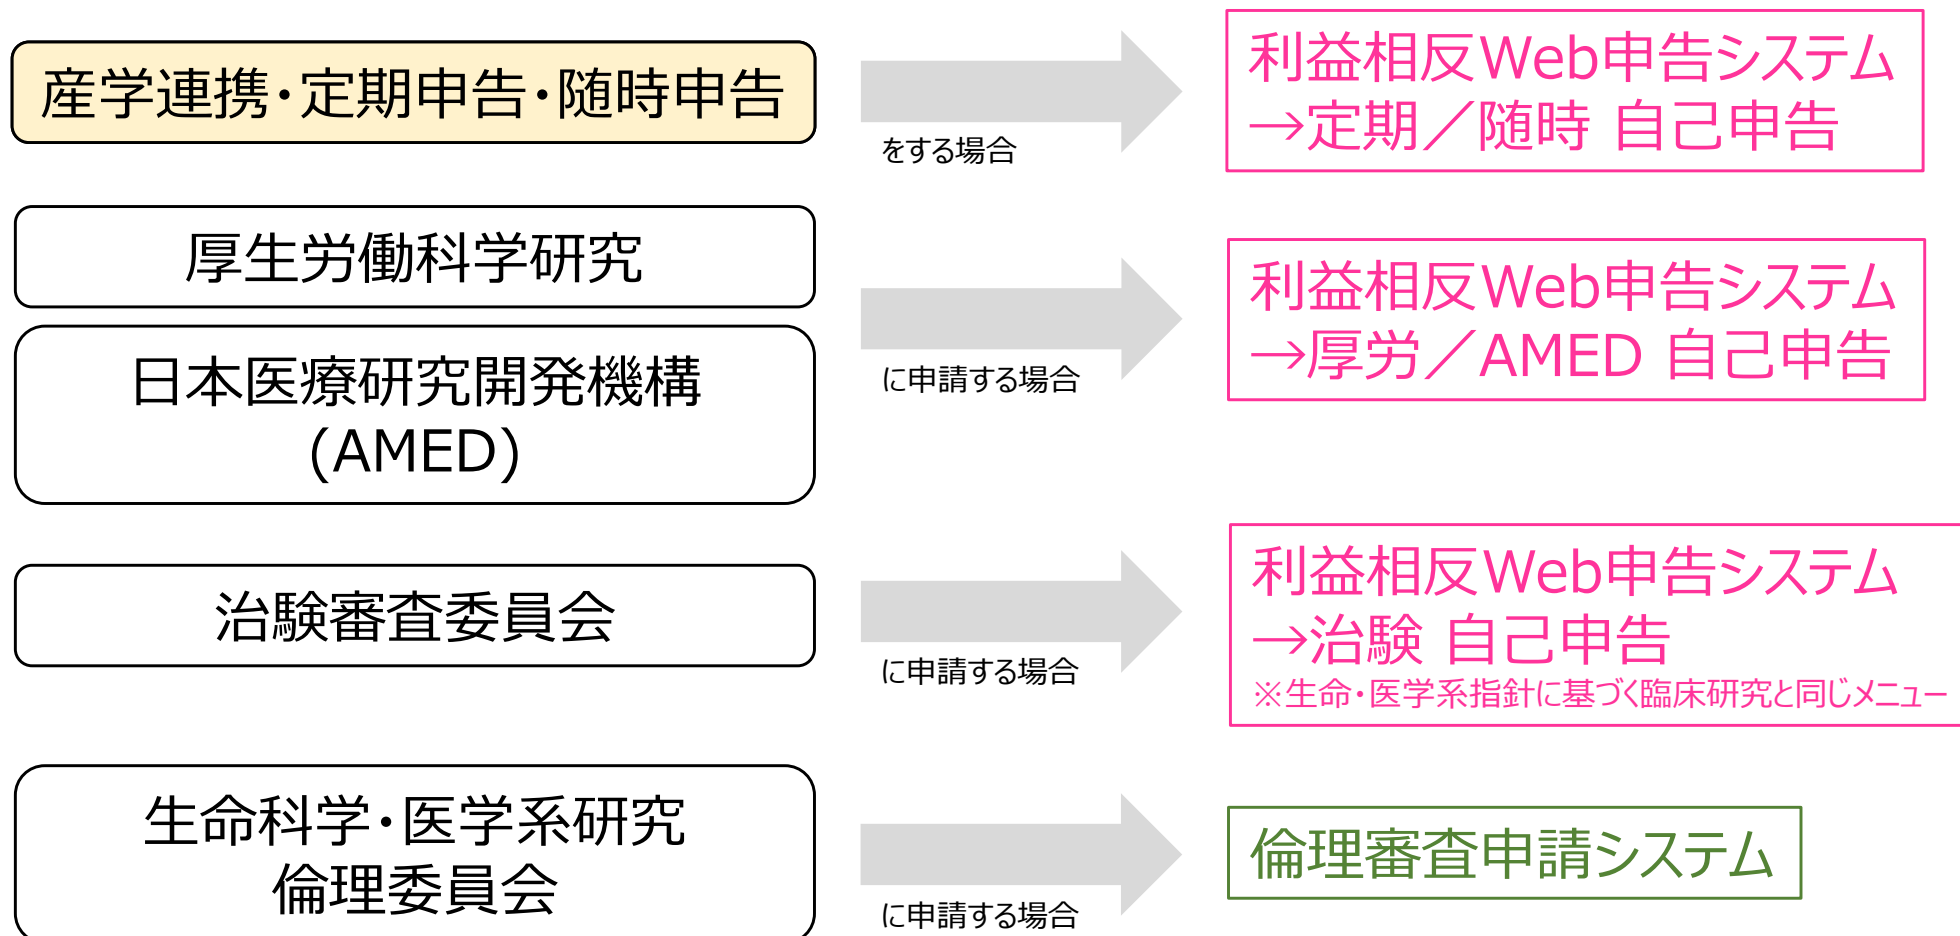 産学連携・定期申告・随時申告
をする場合
利益相反Web申告システム
→定期／随時 自己申告
厚生労働科学研究
日本医療研究開発機構
(AMED)
に申請する場合
利益相反Web申告システム
→厚労／AMED 自己申告
治験審査委員会
に申請する場合
利益相反Web申告システム
→治験 自己申告
※生命・医学系指針に基づく臨床研究と同じメニュー
生命科学・医学系研究
倫理委員会
に申請する場合
倫理審査申請システム